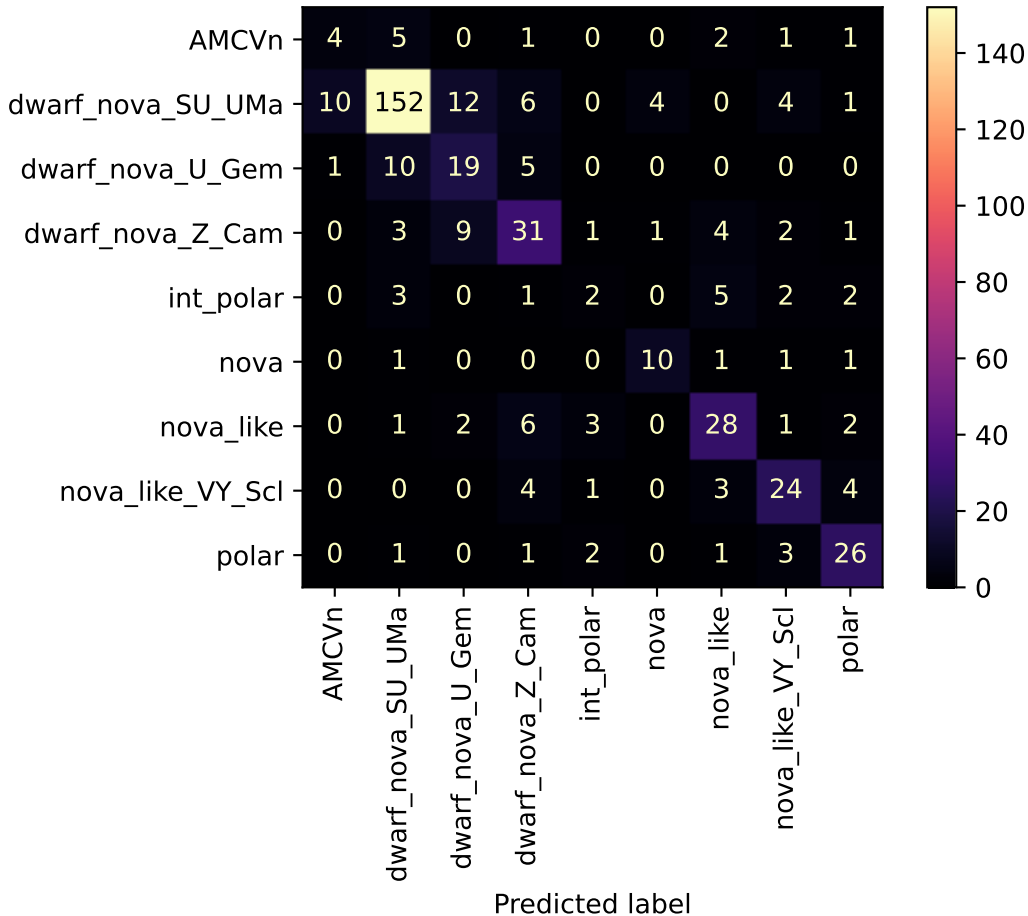 AMCVn 4 5 0 1 0 0 2 1 1
dwarf_nova_SU_UMa 10 152 12 6 0 4 0 4 1
dwarf_nova_U_Gem 1 10 19 5 0 0 0 0 0
dwarf_nova_Z_Cam 0 3 9 31 1 1 4 2 1
int_polar 0 3 0 1 2 0 5 2 2
nova 0 1 0 0 0 10 1 1 1
nova_like 0 1 2 6 3 0 28 1 2
nova_like_VY_Scl 0 0 0 4 1 0 3 24 4
polar 0 1 0 1 2 0 1 3 26
AMCVn
dwarf_nova_SU_UMa
dwarf_nova_U_Gem
dwarf_nova_Z_Cam
int_polar
nova
nova_like
nova_like_VY_Scl
polar
Predicted label
140
120
100
80
60
40
20
0